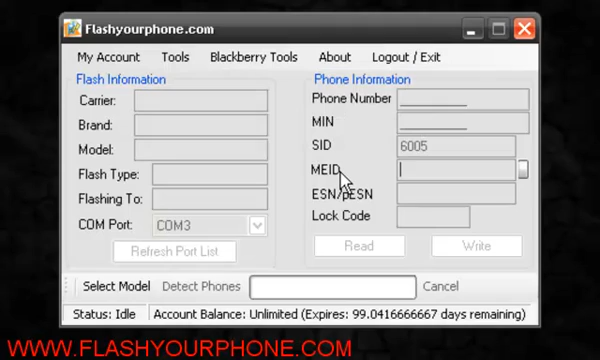 Flashyourphone.com
My Account Tools Blackberry Tools About Logout / Exit
Flash Information
Carrier:
Brand:
Model:
Flash Type:
Flashing To:
COM Port: COM3
Refresh Port List
Phone Information
Phone Number
MIN
SID 6005
MEID
ESN/pESN
Lock Code
Read Write
Select Model Detect Phones Cancel
Status: Idle Account Balance: Unlimited (Expires: 99.0416666667 days remaining)
WWW.FLASHYOURPHONE.COM